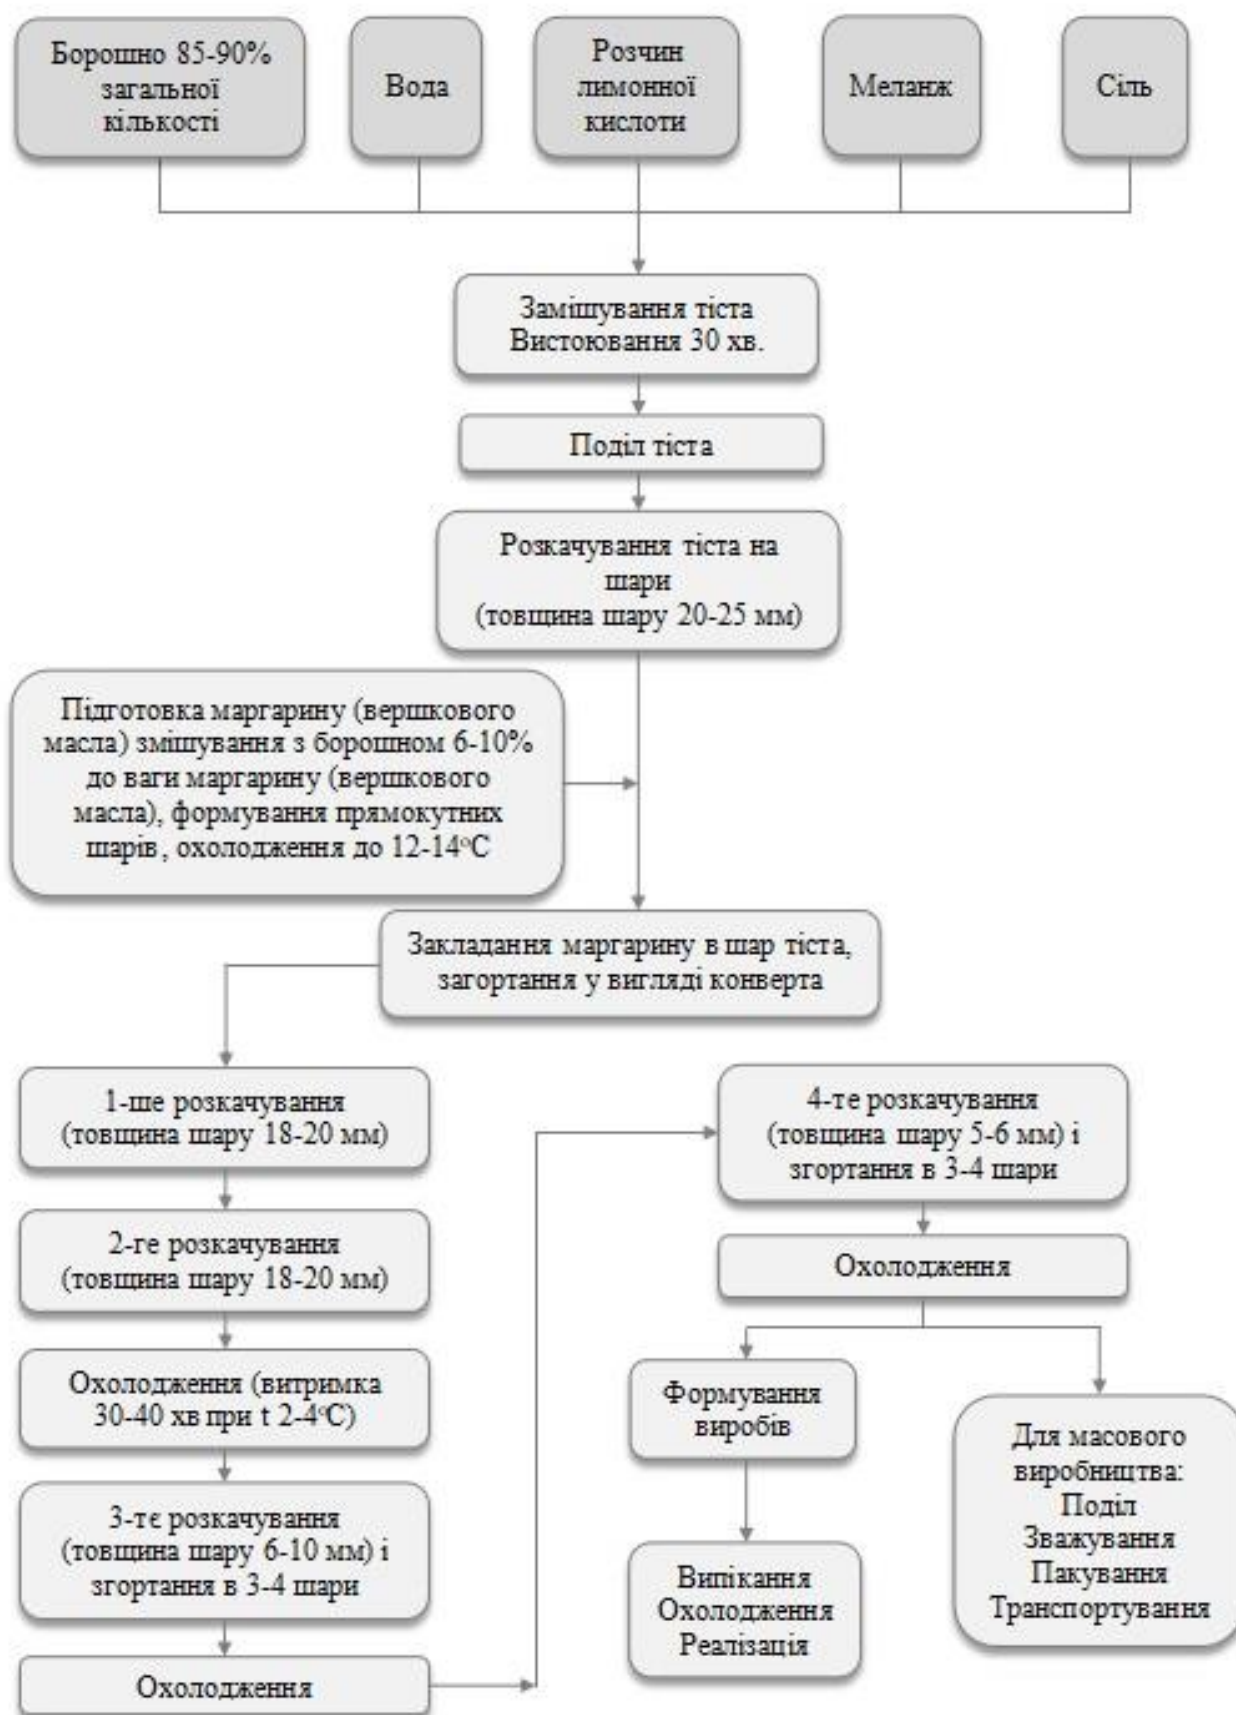 Борошно 85-90%
загальної
кількості
Вода
Розчин
лимонної
кислоти
Меланж
Сіль
Замішування тіста
Вистоювання 30 хв.
Поділ тіста
Розкачування тіста на
шари
(товщина шару 20-25 мм)
Підготовка маргарину (вершкового
масла) змішування з борошном 6-10%
до ваги маргарину (вершкового
масла), формування прямокутних
шарів, охолодження до 12-14°С
Закладання маргарину в шар тіста,
загортання у вигляді конверта
1-ше розкачування
(товщина шару 18-20 мм)
2-ге розкачування
(товщина шару 18-20 мм)
Охолодження (витримка
30-40 хв при t 2-4°С)
3-тє розкачування
(товщина шару 6-10 мм) і
згортання в 3-4 шари
Охолодження
4-те розкачування
(товщина шару 5-6 мм) і
згортання в 3-4 шари
Охолодження
Формування
виробів
Випікання
Охолодження
Реалізація
Для масового
виробництва:
Поділ
Зважування
Пакування
Транспортування